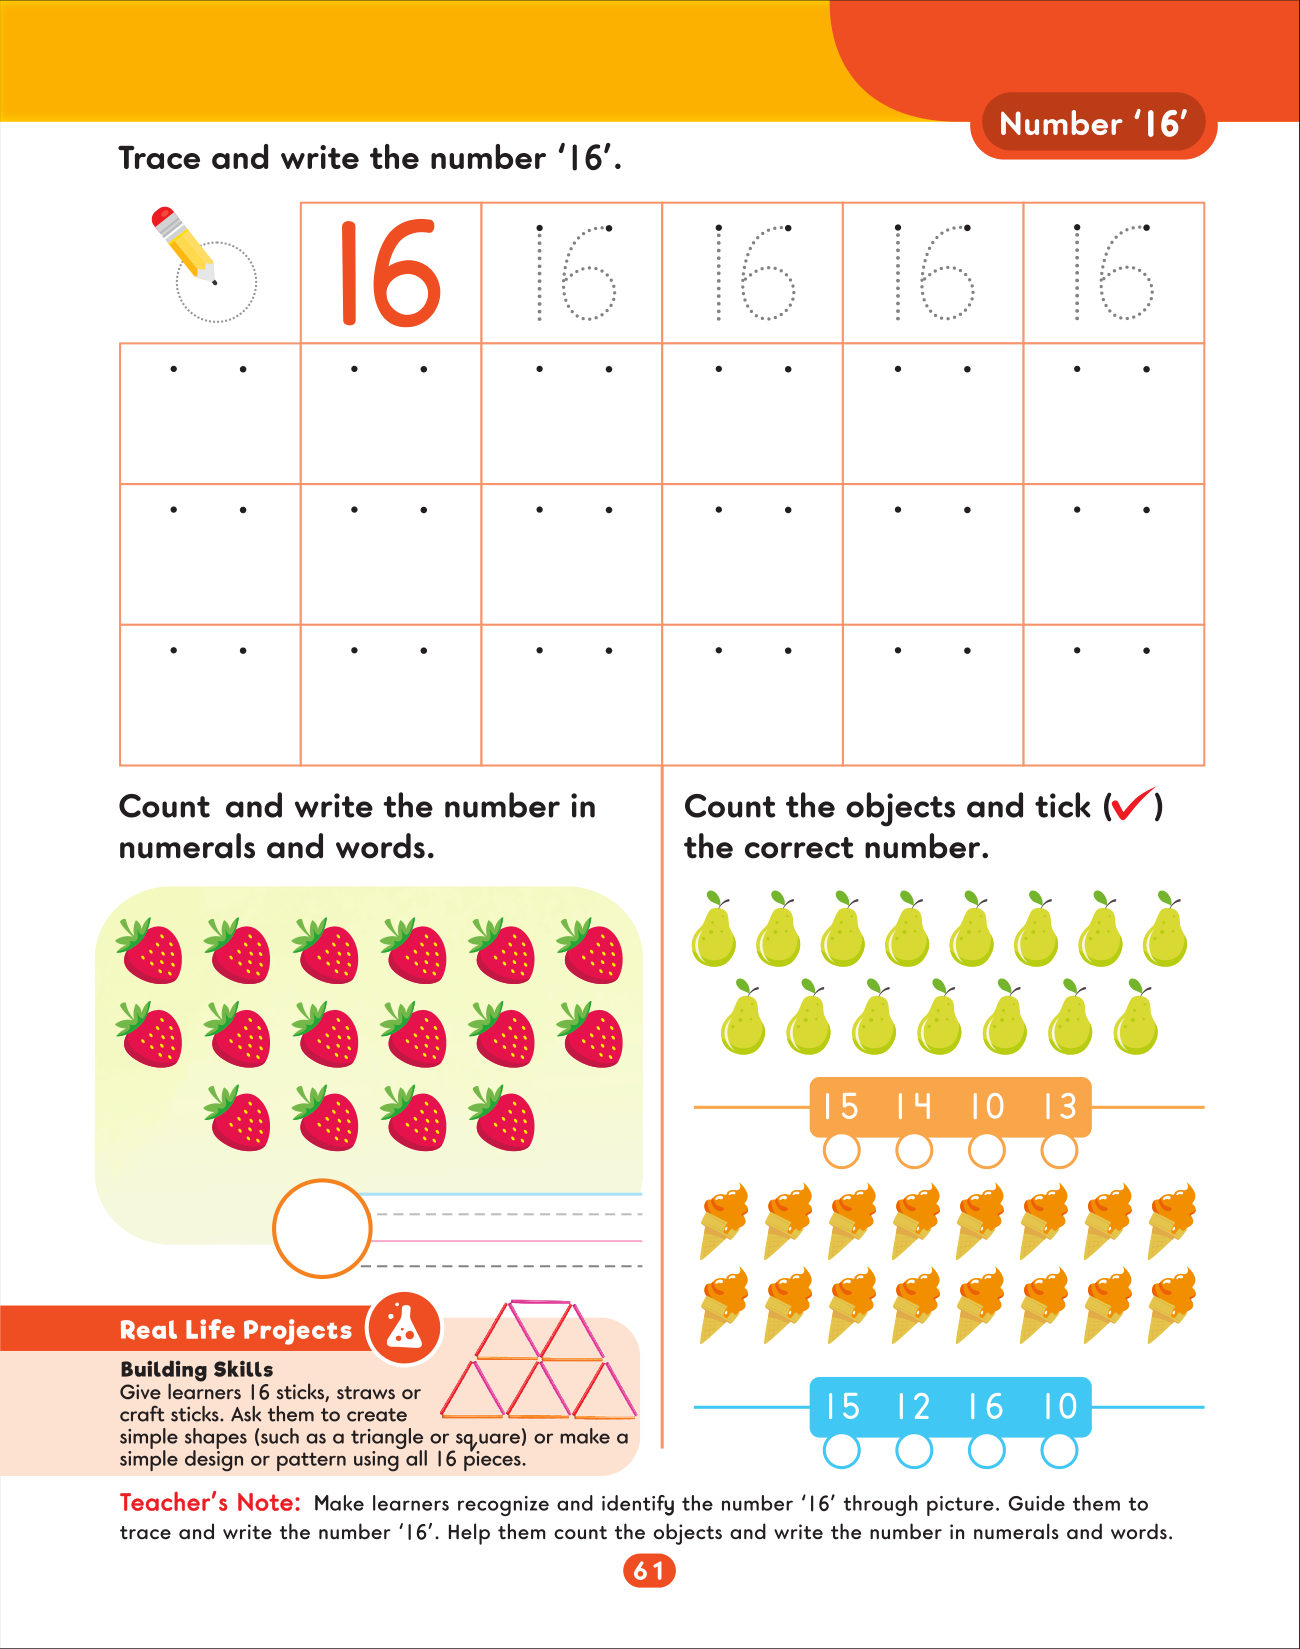 Number ‘16’
Trace and write the number ‘16’.
16 16 16 16 16
Count and write the number in
numerals and words.
Count the objects and tick (✓)
the correct number.
15 14 10 13
15 12 16 10
Real Life Projects
Building Skills
Give learners 16 sticks, straws or
craft sticks. Ask them to create
simple shapes (such as a triangle or square) or make a
simple design or pattern using all 16 pieces.
Teacher’s Note: Make learners recognize and identify the number ‘16’ through picture. Guide them to
trace and write the number ‘16’. Help them count the objects and write the number in numerals and words.
61